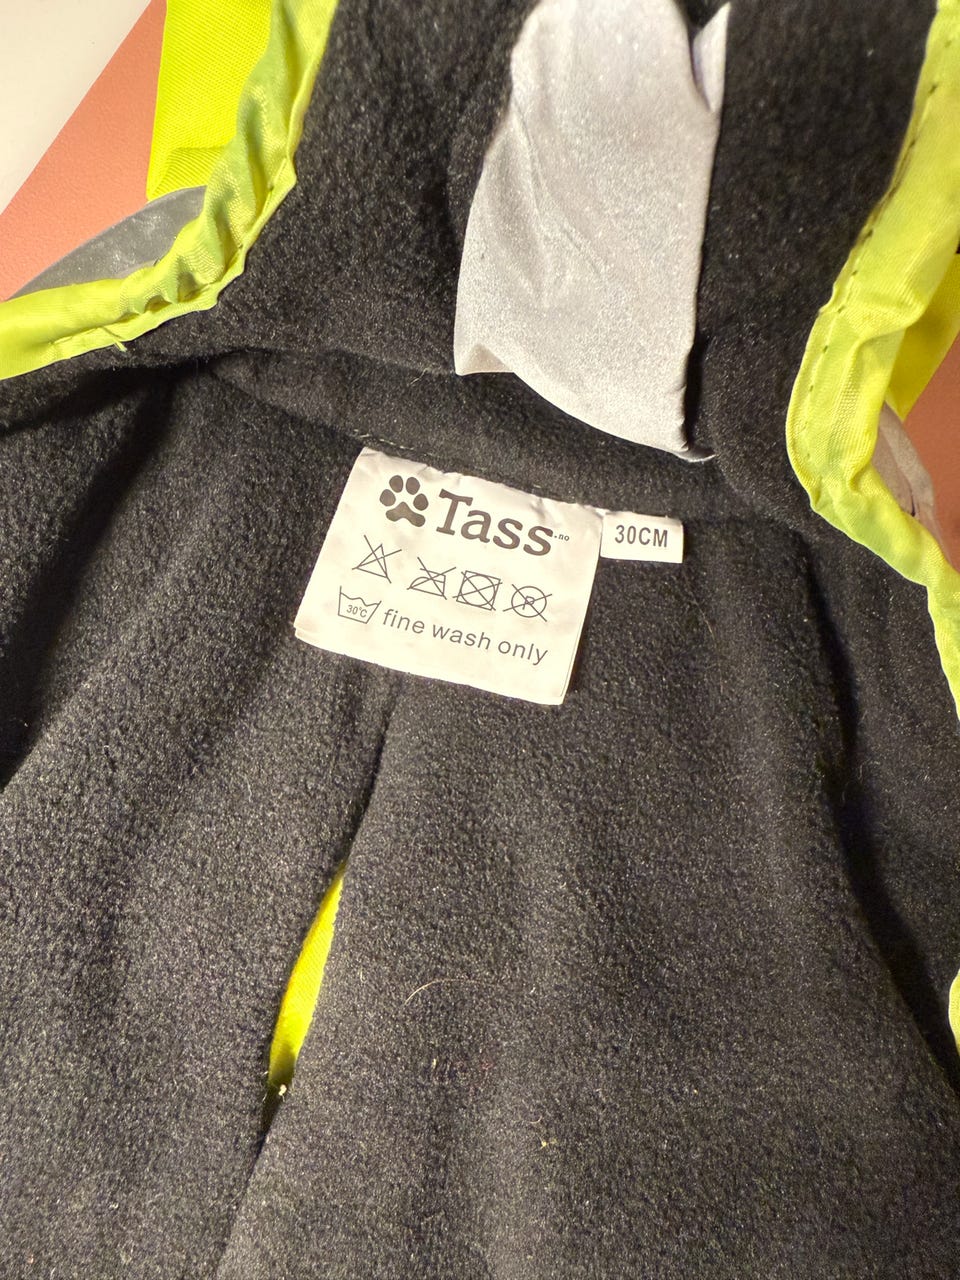 Tass.no
30CM
P
30°C fine wash only